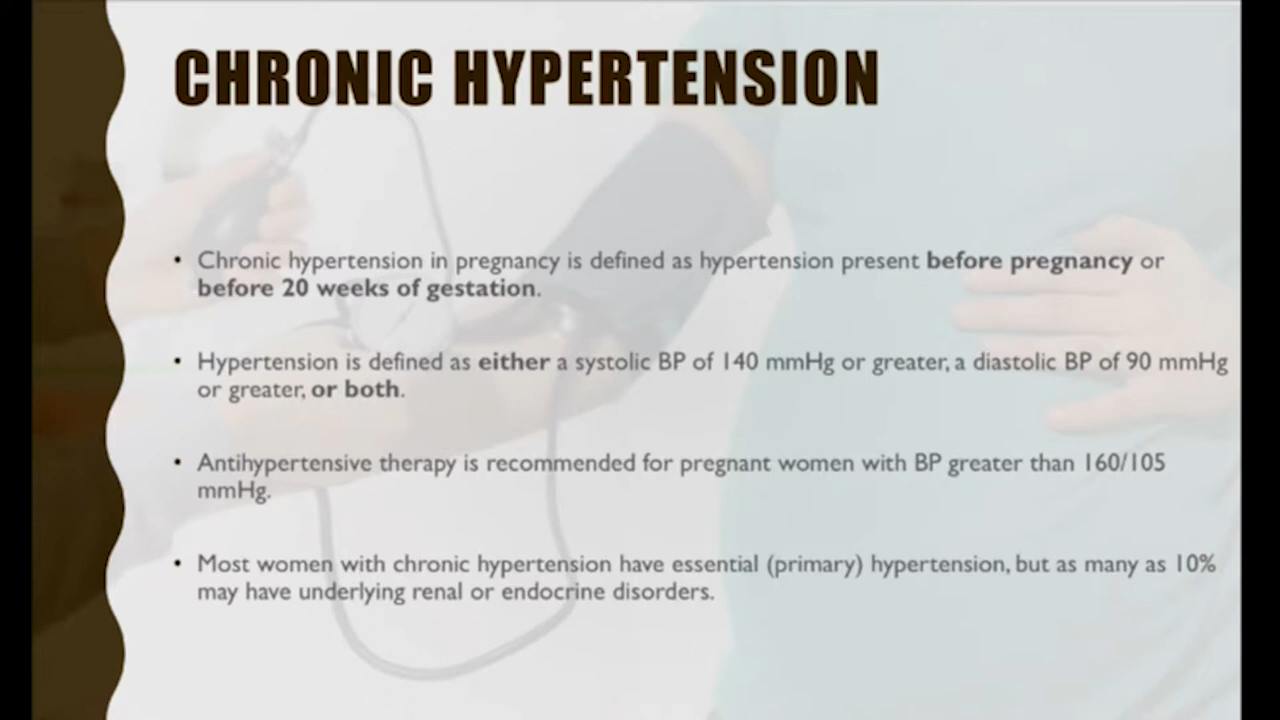 CHRONIC HYPERTENSION
• Chronic hypertension in pregnancy is defined as hypertension present before pregnancy or
before 20 weeks of gestation.
• Hypertension is defined as either a systolic BP of 140 mmHg or greater, a diastolic BP of 90 mmHg
or greater, or both.
• Antihypertensive therapy is recommended for pregnant women with BP greater than 160/105
mmHg.
• Most women with chronic hypertension have essential (primary) hypertension, but as many as 10%
may have underlying renal or endocrine disorders.